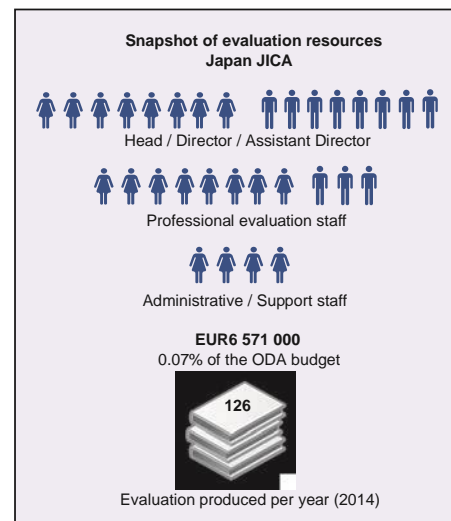 Snapshot of evaluation resources
Japan JICA
Head / Director / Assistant Director
Professional evaluation staff
Administrative / Support staff
EUR6 571 000
0.07% of the ODA budget
126
Evaluation produced per year (2014)